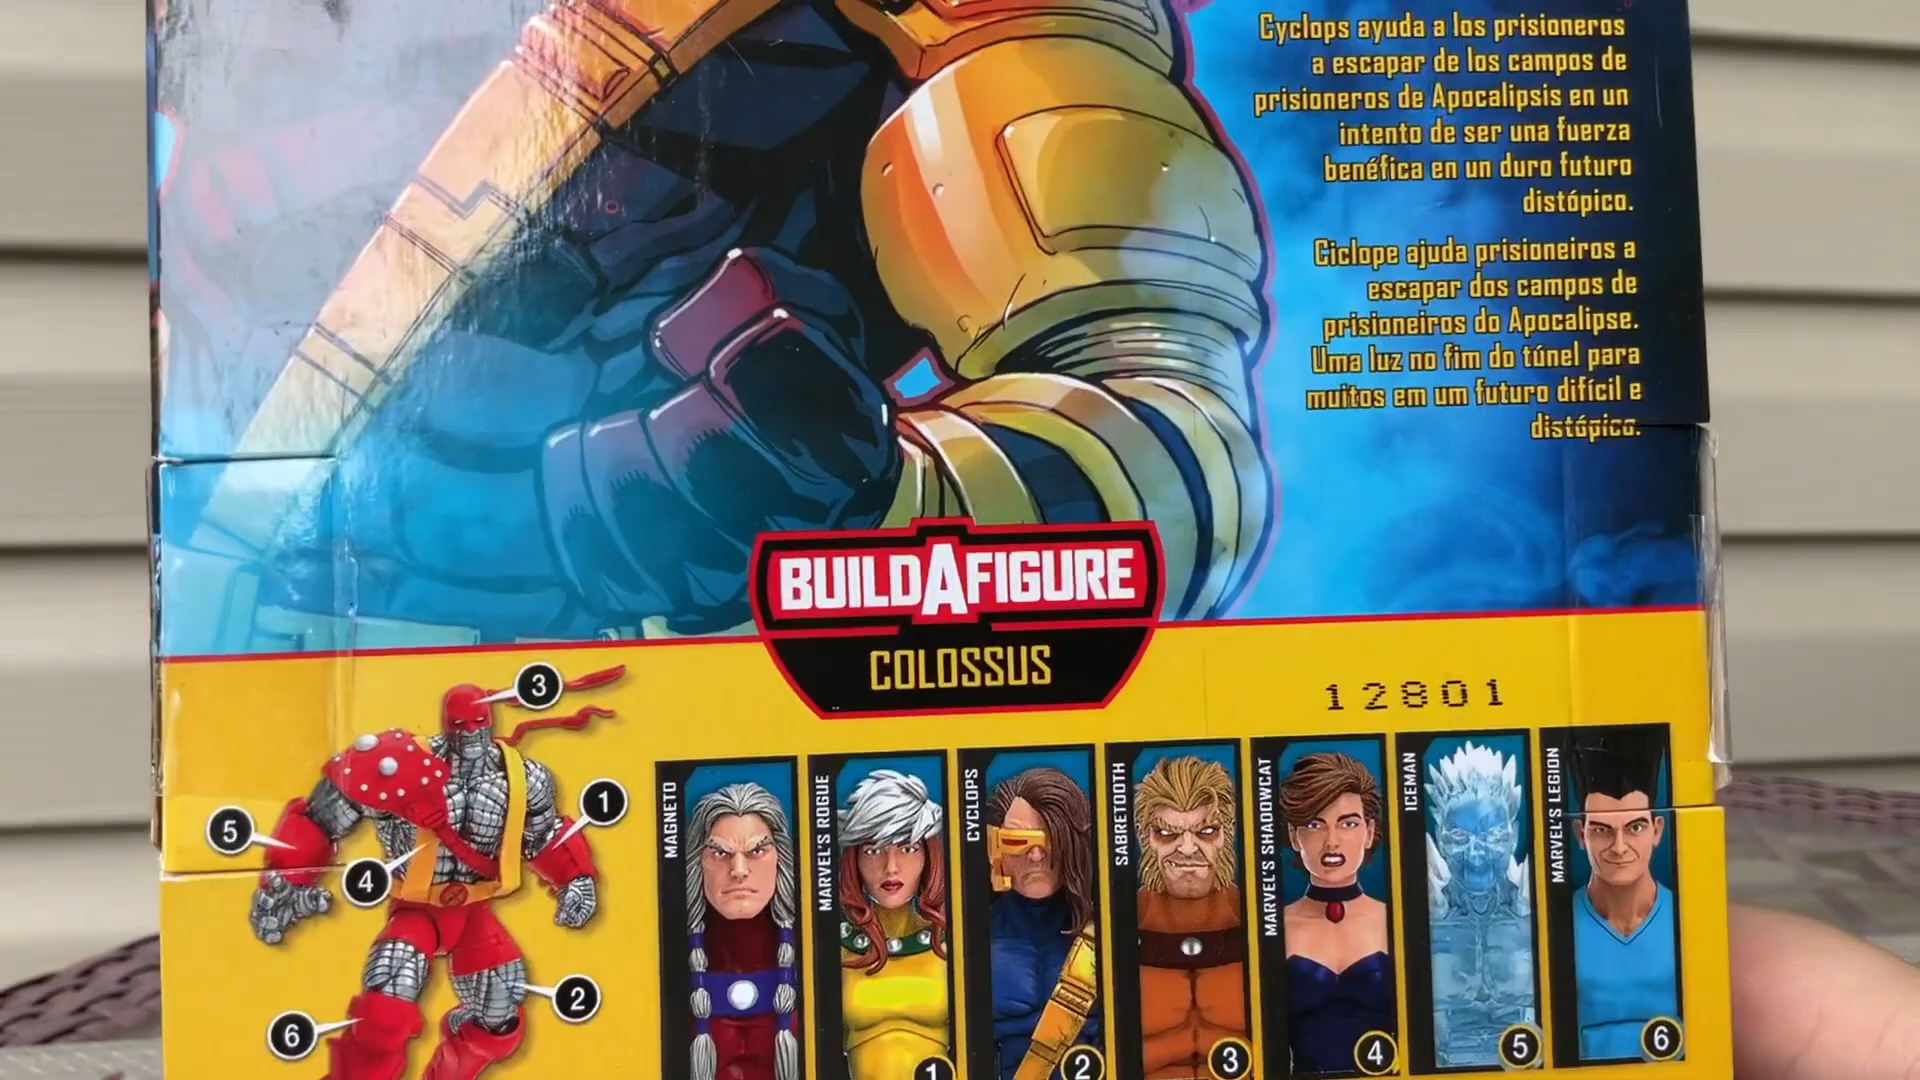 Cyclops ayuda a los prisioneros
a escapar de los campos de
prisioneros de Apocalipsis en un
intento de ser una fuerza
benéfica en un duro futuro
distópico.
Ciclope ajuda prisioneiros a
escapar dos campos de
prisioneiros do Apocalipse.
Uma luz no fim do túnel para
muitos em um futuro difícil e
distópico.
BUILDAFIGURE
COLOSSUS
12801
3
1
5
4
2
6
MAGNETO
MARVEL'S ROGUE
1
CYCLOPS
2
SABRETOOTH
3
MARVEL'S SHADOWCAT
4
ICEMAN
5
MARVEL'S LEGION
6